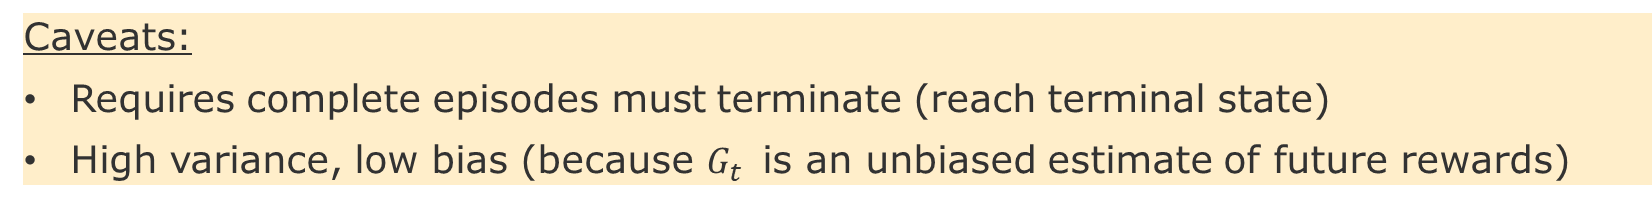 Caveats:
• Requires complete episodes must terminate (reach terminal state)
• High variance, low bias (because $G_t$ is an unbiased estimate of future rewards)